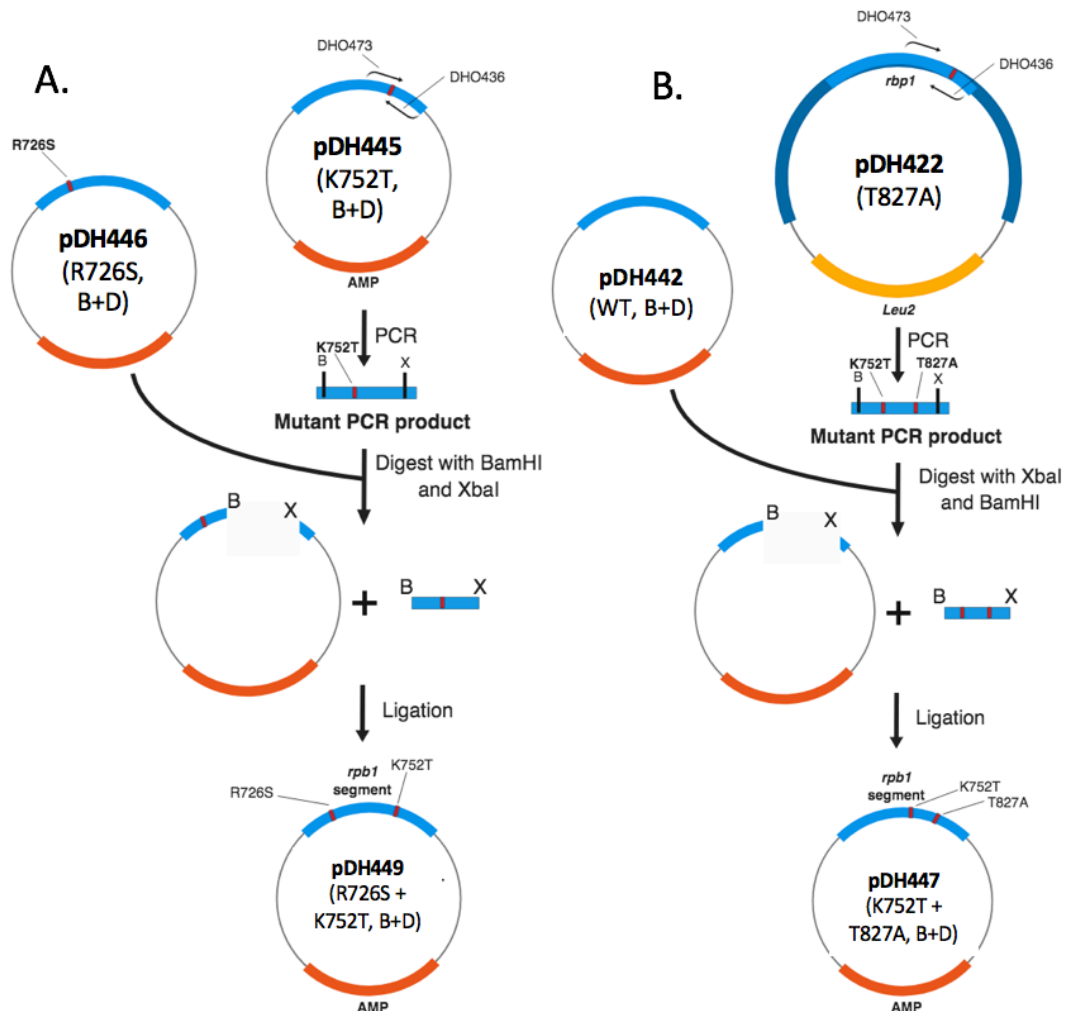 A.
DHO473
DHO436
R726S
pDH445
(K752T,
B+D)
AMP
pDH446
(R726S,
B+D)
PCR
K752T
B
X
Mutant PCR product
Digest with BamHI
and XbaI
B
X
+
B
X
Ligation
rpb1
segment
K752T
R726S
pDH449
(R726S +
K752T, B+D)
AMP
B.
DHO473
DHO436
rbp1
pDH422
(T827A)
Leu2
pDH442
(WT, B+D)
PCR
K752T
T827A
B
X
Mutant PCR product
Digest with XbaI
and BamHI
B
X
+
B
X
Ligation
rpb1
segment
K752T
T827A
pDH447
(K752T +
T827A, B+D)
AMP